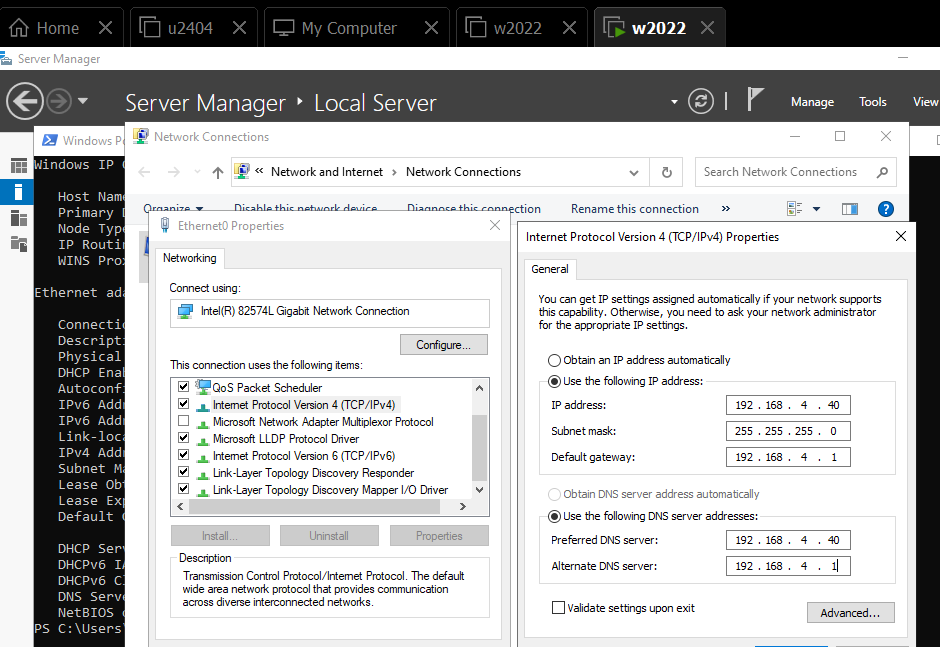 Home
u2404
My Computer
w2022
w2022
Server Manager
Server Manager ‣ Local Server
Manage
Tools
View
Windows
Network Connections
Network and Internet › Network Connections
Search Network Connections
Organize
Disable this network device
Diagnose this connection
Rename this connection
»
Windows IP
Host Name
Primary
Node Type
IP Routin
WINS Prox
Ethernet ada
Connectio
Descripti
Physical
DHCP Enab
Autoconfi
IPv6 Addr
IPv6 Addr
Link-loca
IPv4 Addr
Subnet Ma
Lease Obt
Lease Exp
Default
DHCP Serv
DHCPv6 IA
DHCPv6 Cl
DNS Serve
NetBIOS
PS C:\Users\
Ethernet0 Properties
Networking
Connect using:
Intel(R) 82574L Gigabit Network Connection
Configure...
This connection uses the following items:
QoS Packet Scheduler
Internet Protocol Version 4 (TCP/IPv4)
Microsoft Network Adapter Multiplexor Protocol
Microsoft LLDP Protocol Driver
Internet Protocol Version 6 (TCP/IPv6)
Link-Layer Topology Discovery Responder
Link-Layer Topology Discovery Mapper I/O Driver
Install...
Uninstall
Properties
Description
Transmission Control Protocol/Internet Protocol. The default
wide area network protocol that provides communication
across diverse interconnected networks.
Internet Protocol Version 4 (TCP/IPv4) Properties
General
You can get IP settings assigned automatically if your network supports
this capability. Otherwise, you need to ask your network administrator
for the appropriate IP settings.
Obtain an IP address automatically
Use the following IP address:
IP address: 192 . 168 . 4 . 40
Subnet mask: 255 . 255 . 255 . 0
Default gateway: 192 . 168 . 4 . 1
Obtain DNS server address automatically
Use the following DNS server addresses:
Preferred DNS server: 192 . 168 . 4 . 40
Alternate DNS server: 192 . 168 . 4 . 1
Validate settings upon exit
Advanced...